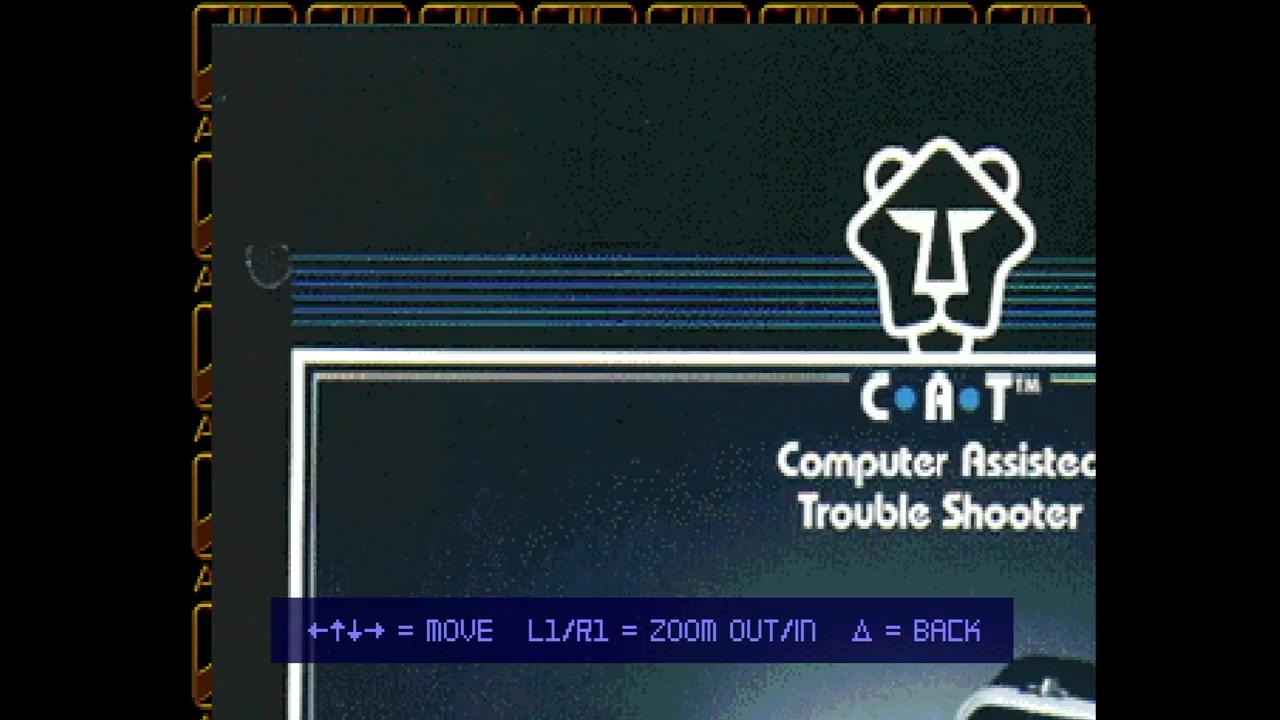 C•A•T™
Computer Assisted
Trouble Shooter
←↑↓→ = MOVE L1/R1 = ZOOM OUT/IN Δ = BACK